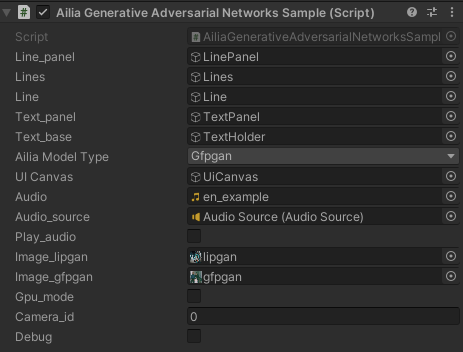 # Ailia Generative Adversarial Networks Sample (Script)
Script AiliaGenerativeAdversarialNetworksSampl
Line_panel LinePanel
Lines Lines
Line Line
Text_panel TextPanel
Text_base TextHolder
Ailia Model Type Gfpgan
UI Canvas UiCanvas
Audio en_example
Audio_source Audio Source (Audio Source)
Play_audio
Image_lipgan lipgan
Image_gfpgan gfpgan
Gpu_mode
Camera_id 0
Debug